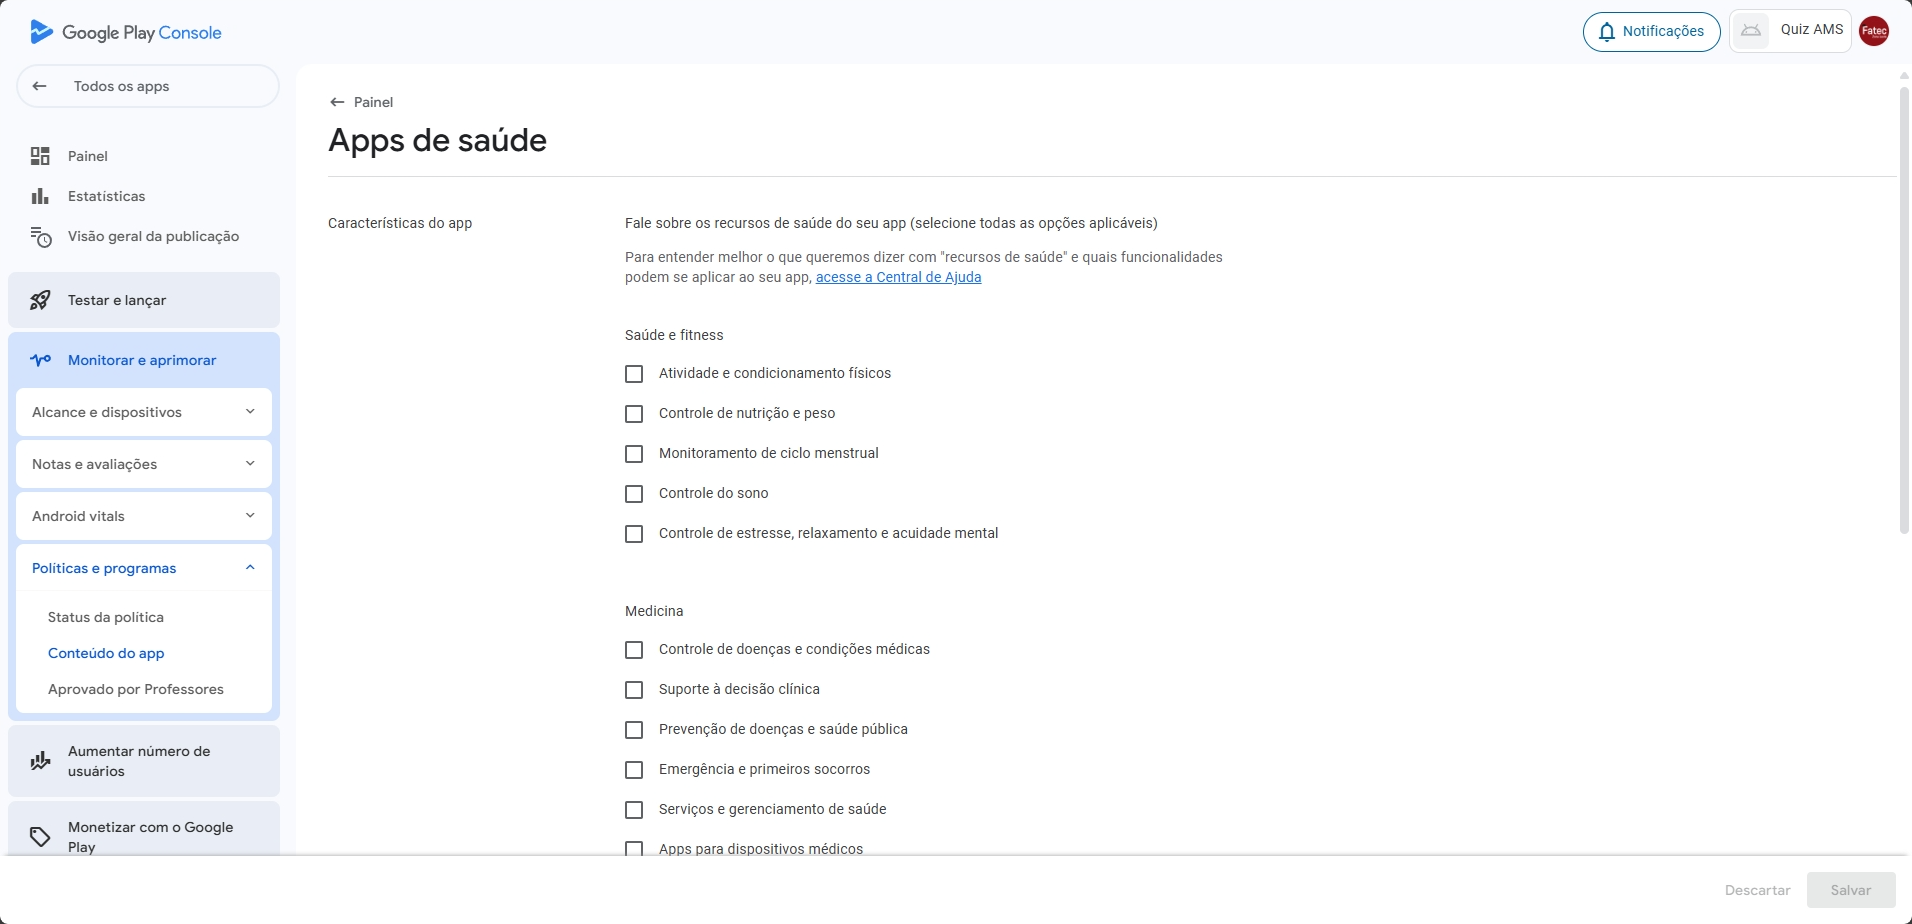 Google Play Console
Notificações
Quiz AMS
Fatec
Todos os apps
Painel
Estatísticas
Visão geral da publicação
Testar e lançar
Monitorar e aprimorar
Alcance e dispositivos
Notas e avaliações
Android vitals
Políticas e programas
Status da política
Conteúdo do app
Aprovado por Professores
Aumentar número de
usuários
Monetizar com o Google
Play
Painel
Apps de saúde
Características do app
Fale sobre os recursos de saúde do seu app (selecione todas as opções aplicáveis)
Para entender melhor o que queremos dizer com "recursos de saúde" e quais funcionalidades
podem se aplicar ao seu app, acesse a Central de Ajuda
Saúde e fitness
Atividade e condicionamento físicos
Controle de nutrição e peso
Monitoramento de ciclo menstrual
Controle do sono
Controle de estresse, relaxamento e acuidade mental
Medicina
Controle de doenças e condições médicas
Suporte à decisão clínica
Prevenção de doenças e saúde pública
Emergência e primeiros socorros
Serviços e gerenciamento de saúde
Apps para dispositivos médicos
Descartar
Salvar